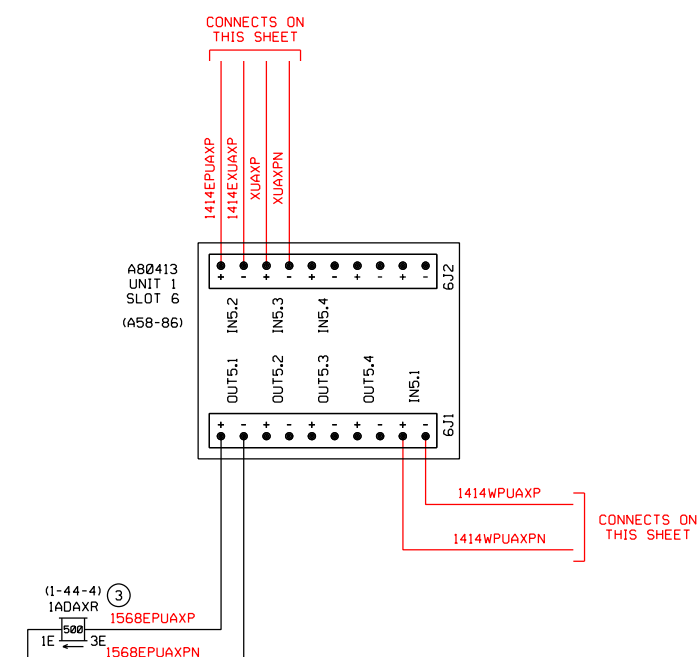 CONNECTS ON
THIS SHEET
1414EPUAXP
1414EXUAXP
XUAXP
XUAXPN
A80413
UNIT 1
SLOT 6
(A58-86)
+ - + - + - + - + -
6J2
IN5.2
IN5.3
IN5.4
OUT5.1
OUT5.2
OUT5.3
OUT5.4
IN5.1
+ - + - + - + - + -
6J1
1414WPUAXP
1414WPUAXPN
CONNECTS ON
THIS SHEET
(1-44-4)
3
1ADAXR
1568EPUAXP
500
1E
3E
1568EPUAXPN